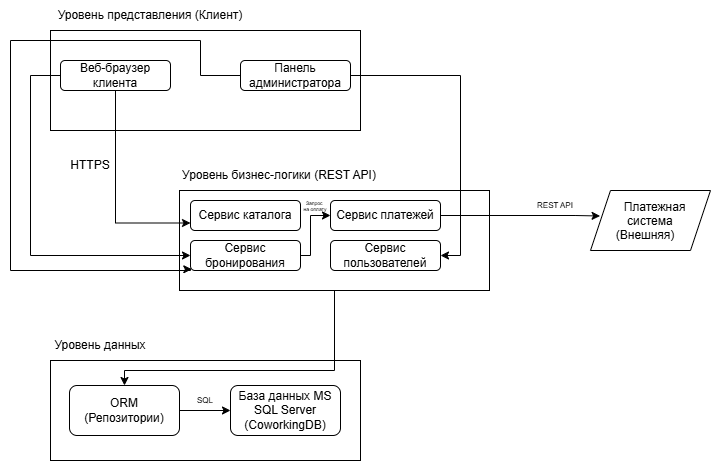 Уровень представления (Клиент)
Веб-браузер
клиента
Панель
администратора
HTTPS
Уровень бизнес-логики (REST API)
Сервис каталога
Запрос
на оплату
Сервис платежей
REST API
Платежная
система
(Внешняя)
Сервис
бронирования
Сервис
пользователей
Уровень данных
ORM
(Репозитории)
SQL
База данных MS
SQL Server
(CoworkingDB)